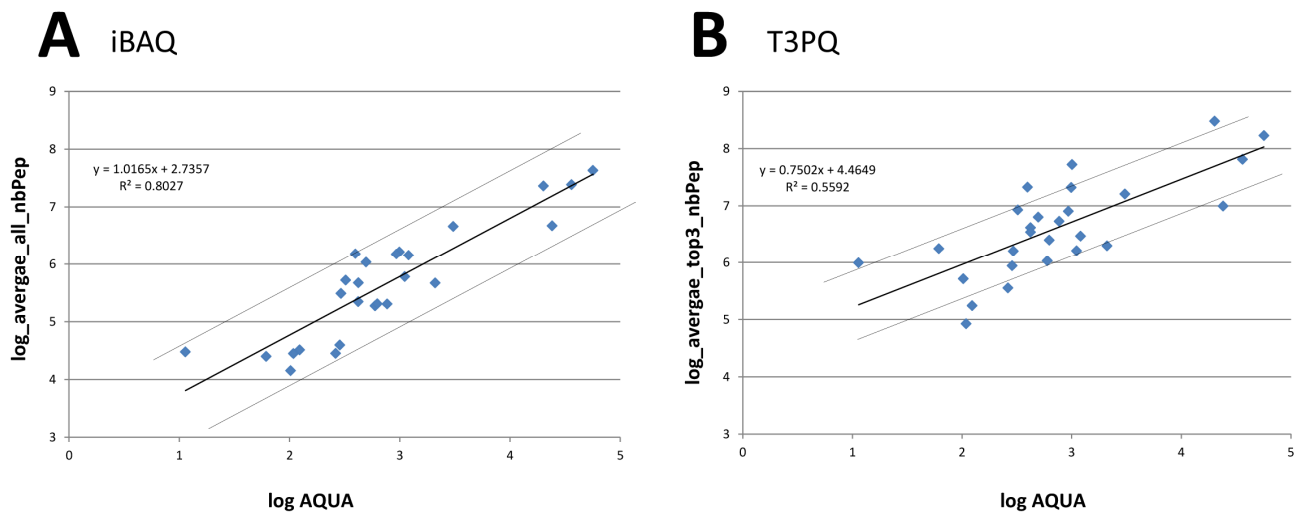 A iBAQ
log_avergae_all_nbPep
9
8
7
6
5
4
3
y = 1.0165x + 2.7357
R² = 0.8027
0 1 2 3 4 5
log AQUA
B T3PQ
log_avergae_top3_nbPep
9
8
7
6
5
4
3
y = 0.7502x + 4.4649
R² = 0.5592
0 1 2 3 4 5
log AQUA